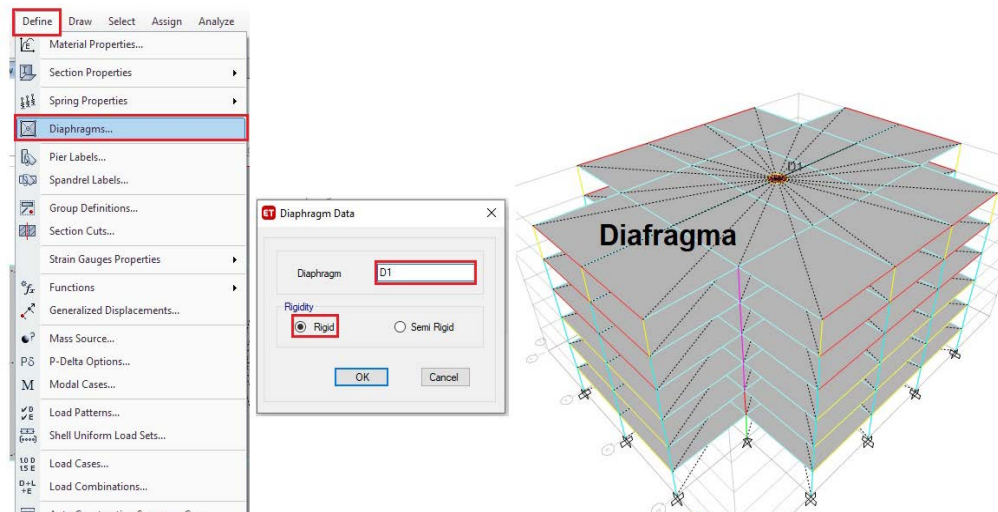 Define Draw Select Assign Analyze
Material Properties...
Section Properties
Spring Properties
Diaphragms...
Pier Labels...
Spandrel Labels...
Group Definitions...
Section Cuts...
Strain Gauges Properties
Functions
Generalized Displacements...
Mass Source...
P-Delta Options...
Modal Cases...
Load Patterns...
Shell Uniform Load Sets...
Load Cases...
Load Combinations...
ET Diaphragm Data
Diaphragm D1
Rigidity
Rigid Semi Rigid
OK Cancel
D1
Diafragma